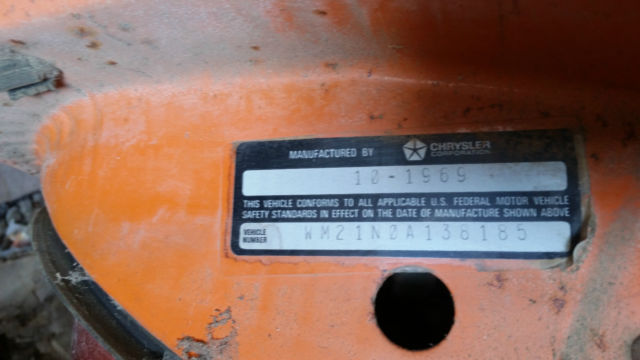 MANUFACTURED BY CHRYSLER CORPORATION
10-1969
THIS VEHICLE CONFORMS TO ALL APPLICABLE U.S. FEDERAL MOTOR VEHICLE
SAFETY STANDARDS IN EFFECT ON THE DATE OF MANUFACTURE SHOWN ABOVE
VEHICLE NUMBER WM21N0A138185